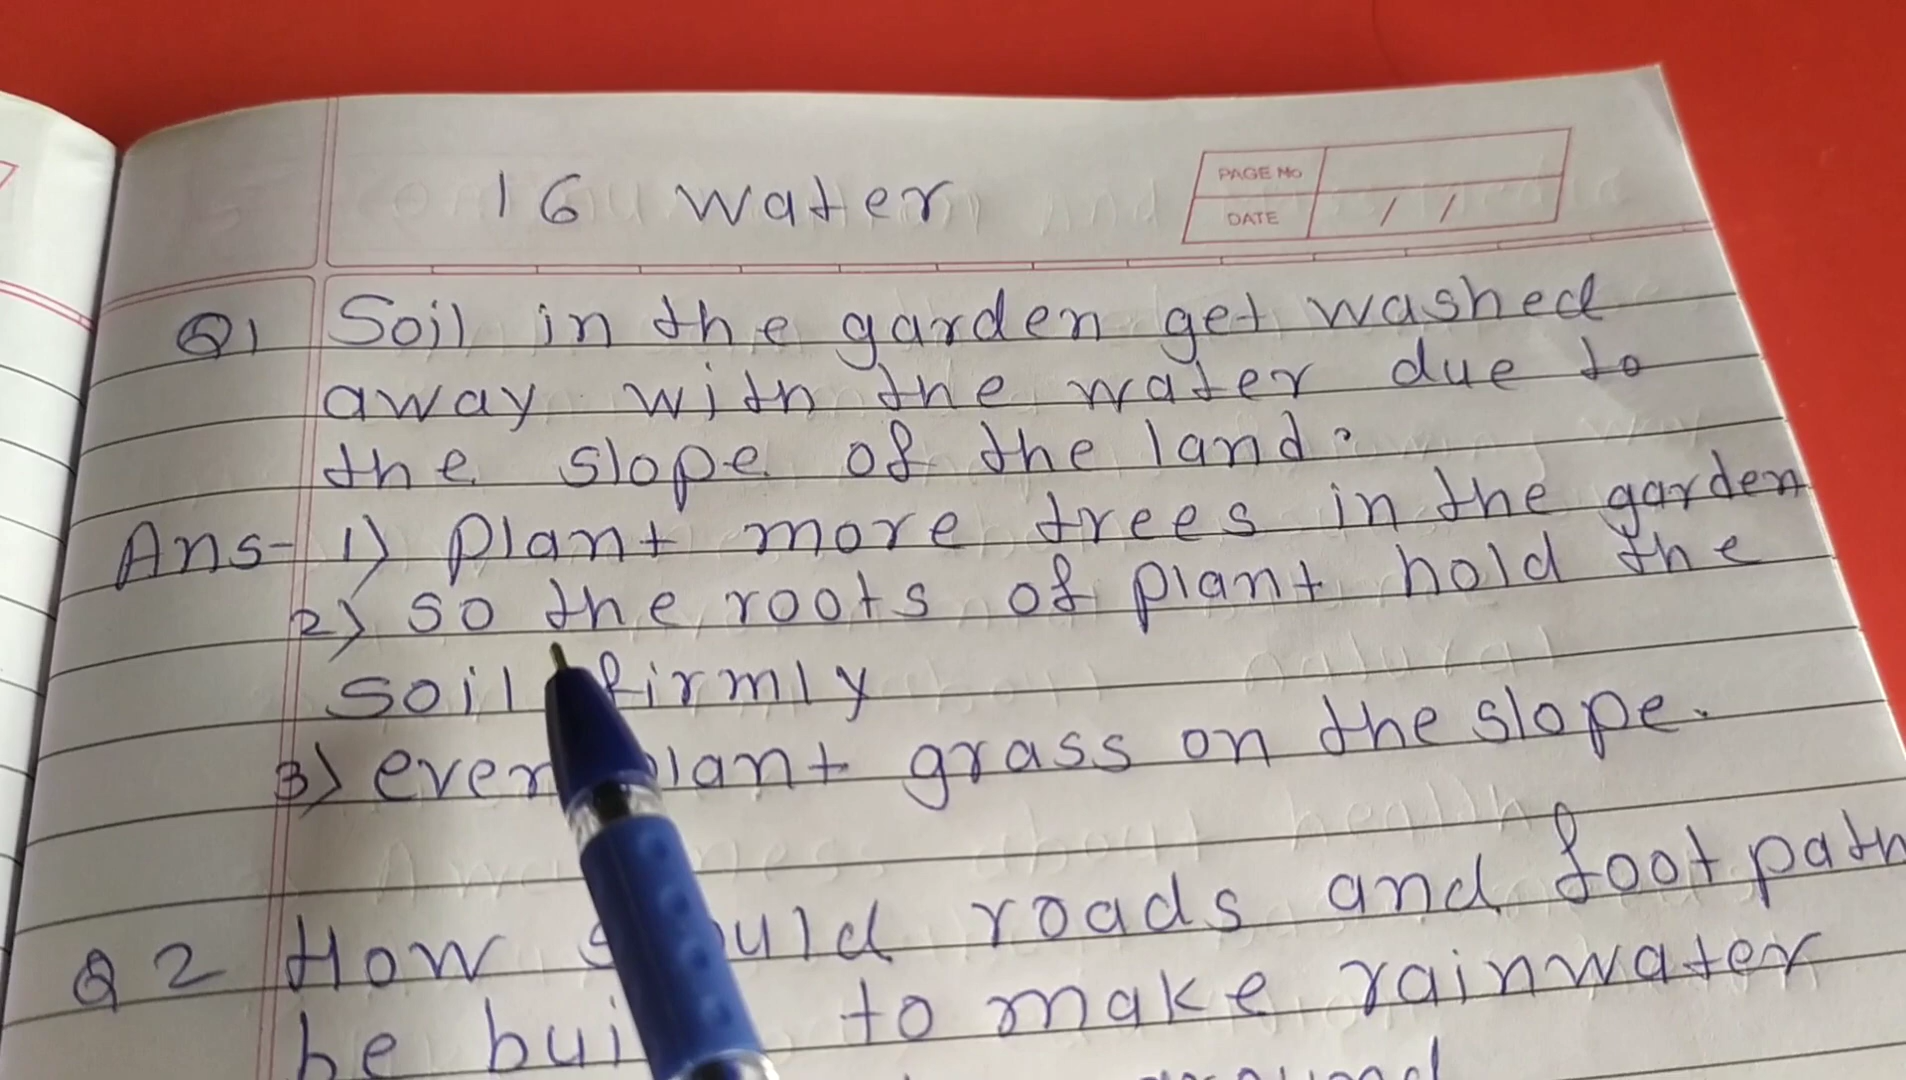 16 water
PAGE No
DATE / /
Q1 Soil in the garden get washed
away with the water due to
the slope of the land?
Ans- 1) plant more trees in the garden
2) so the roots of plant hold the
soil firmly
3) even plant grass on the slope.
Q2 How should roads and foot path
be to make rainwater